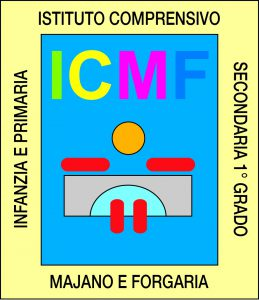 ISTITUTO COMPRENSIVO
INFANZIA E PRIMARIA
ICMF
SECONDARIA 1° GRADO
MAJANO E FORGARIA